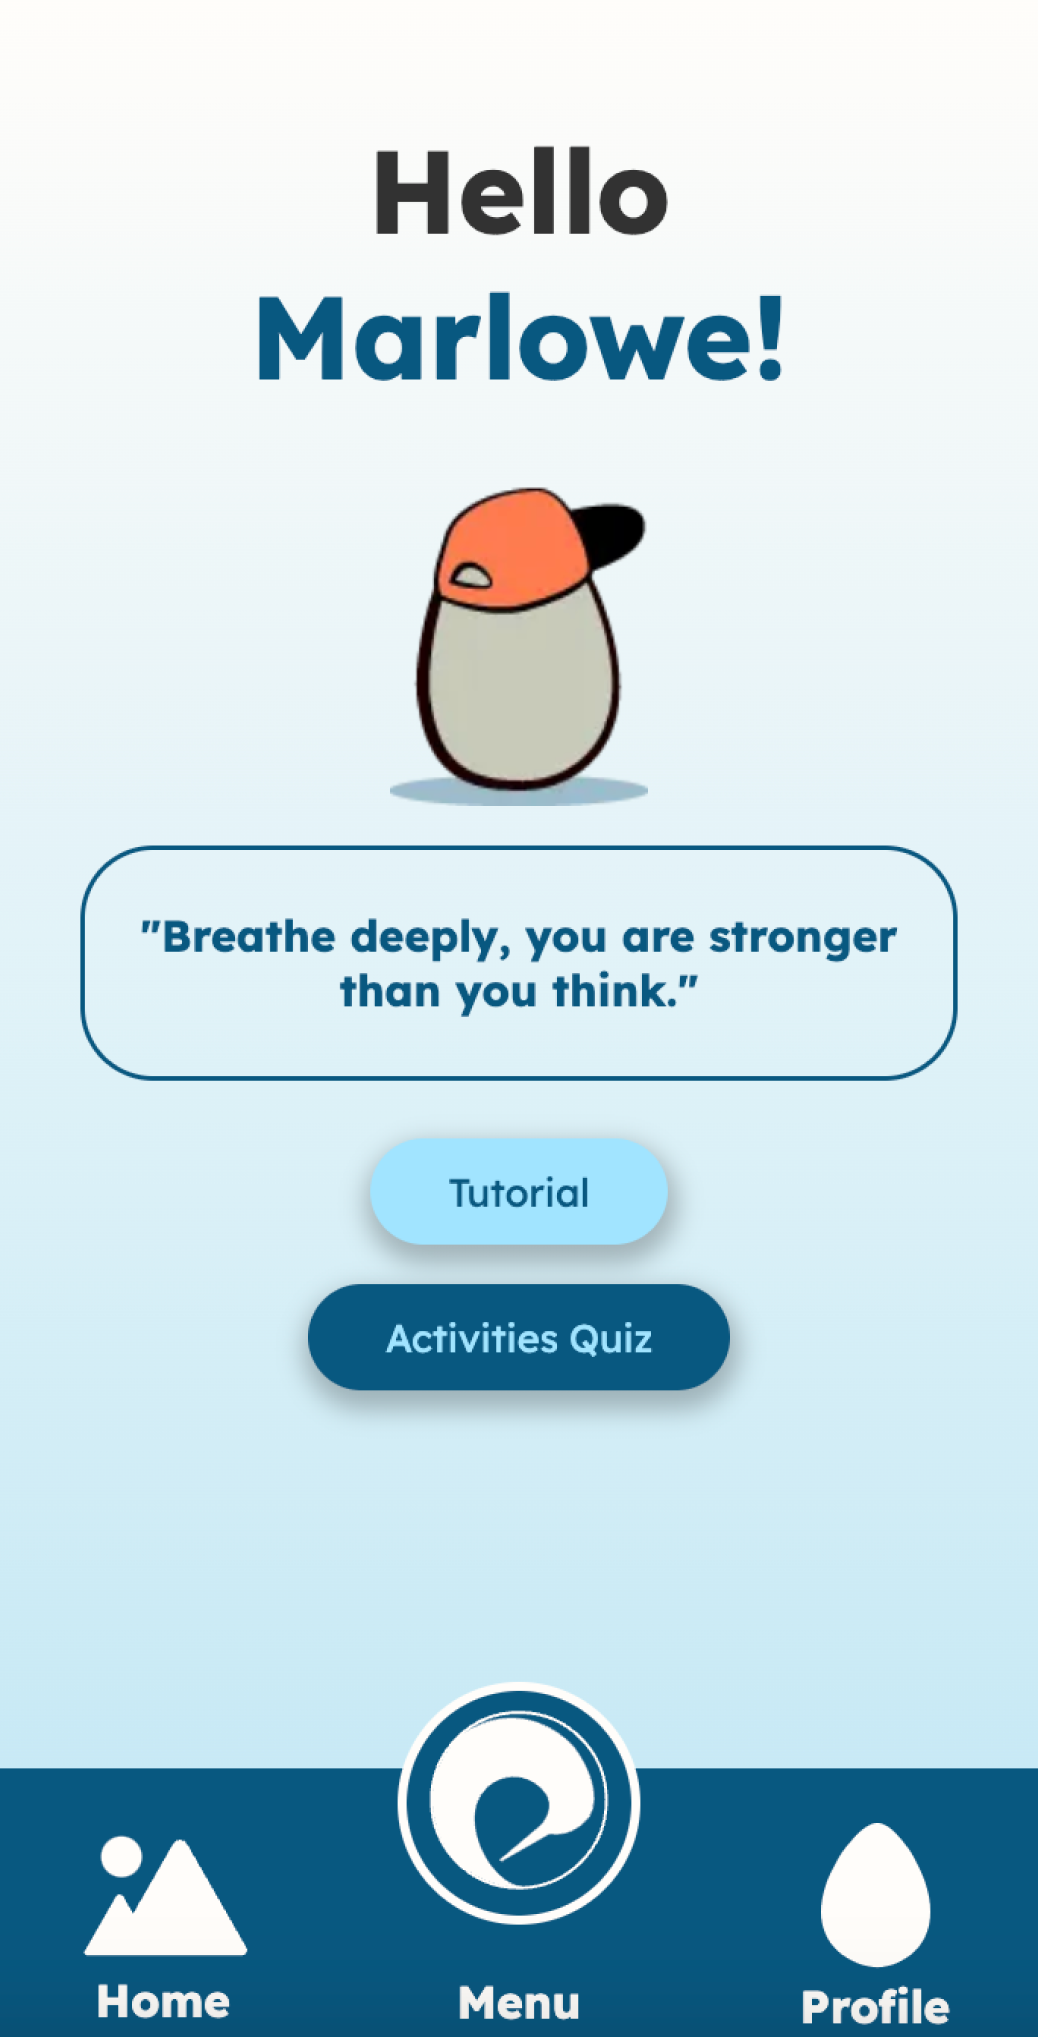 Hello
Marlowe!
"Breathe deeply, you are stronger
than you think."
Tutorial
Activities Quiz
Home
Menu
Profile